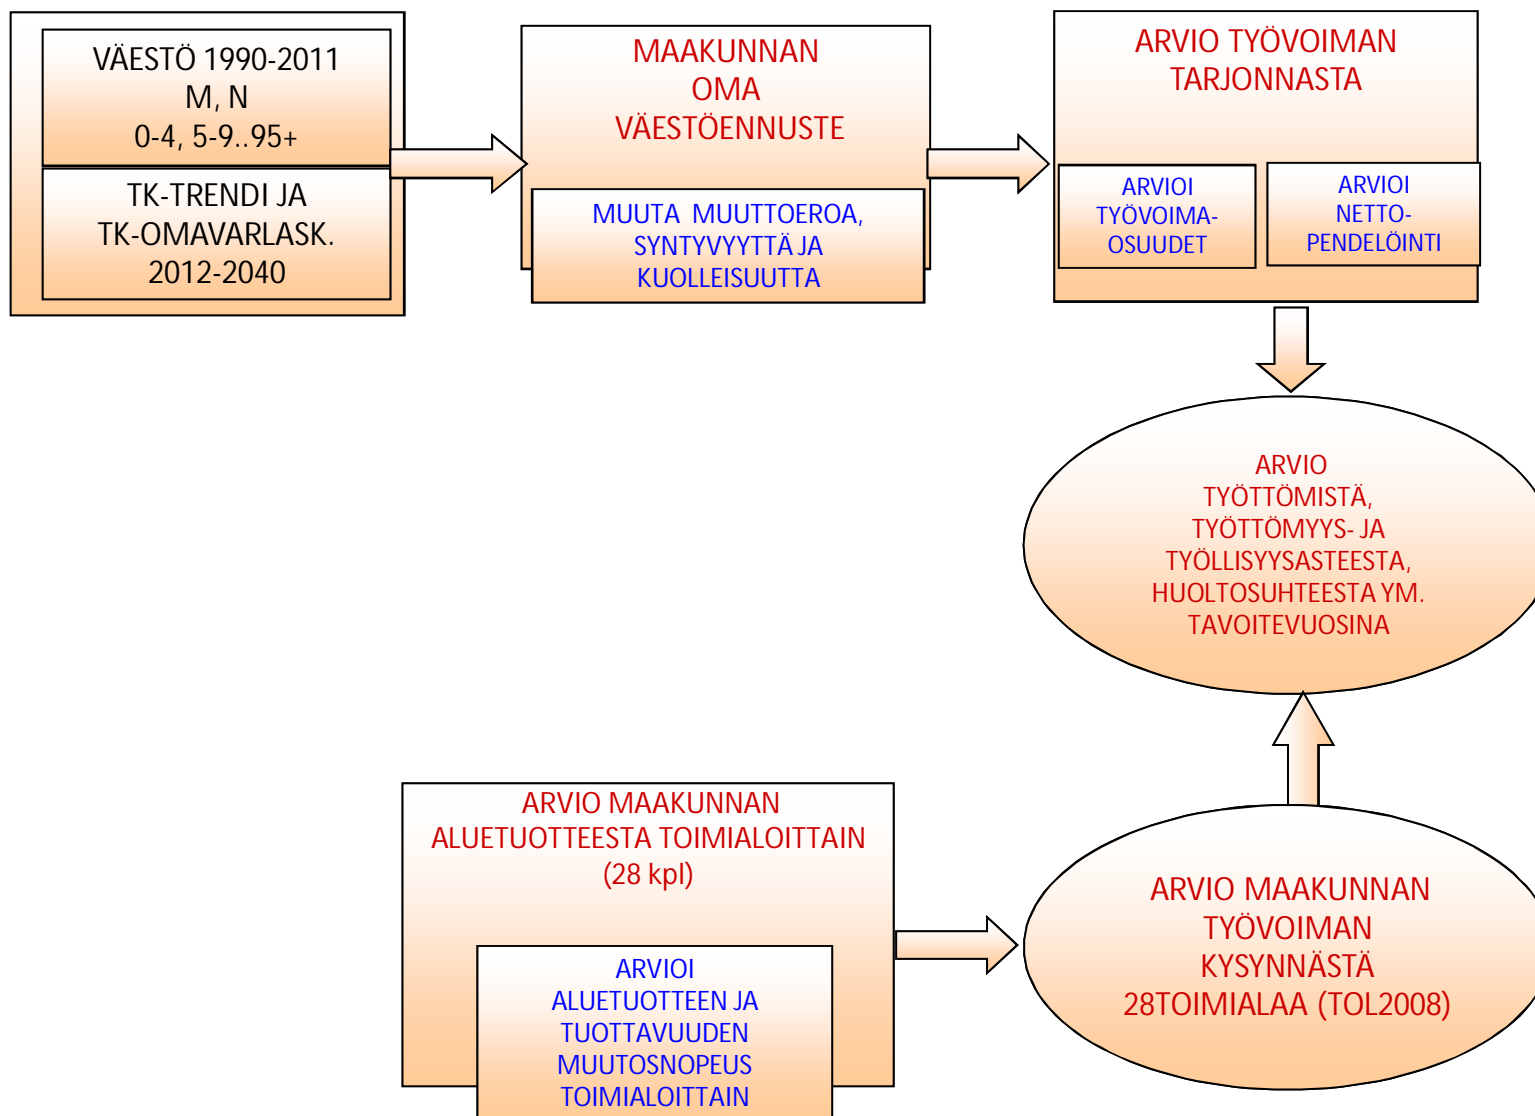 VÄESTÖ 1990-2011
M, N
0-4, 5-9..95+
TK-TRENDI JA
TK-OMAVARLASK.
2012-2040
MAAKUNNAN
OMA
VÄESTÖENNUSTE
MUUTA MUUTTOEROA,
SYNTYVYYTTÄ JA
KUOLLEISUUTTA
ARVIO TYÖVOIMAN
TARJONNASTA
ARVIOI
TYÖVOIMA-
OSUUDET
ARVIOI
NETTO-
PENDELÖINTI
ARVIO
TYÖTTÖMISTÄ,
TYÖTTÖMYYS- JA
TYÖLLISYYSASTEESTA,
HUOLTOSUHTEESTA YM.
TAVOITEVUOSINA
ARVIO MAAKUNNAN
ALUETUOTTEESTA TOIMIALOITTAIN
(28 kpl)
ARVIOI
ALUETUOTTEEN JA
TUOTTAVUUDEN
MUUTOSNOPEUS
TOIMIALOITTAIN
ARVIO MAAKUNNAN
TYÖVOIMAN
KYSYNNÄSTÄ
28TOIMIALAA (TOL2008)